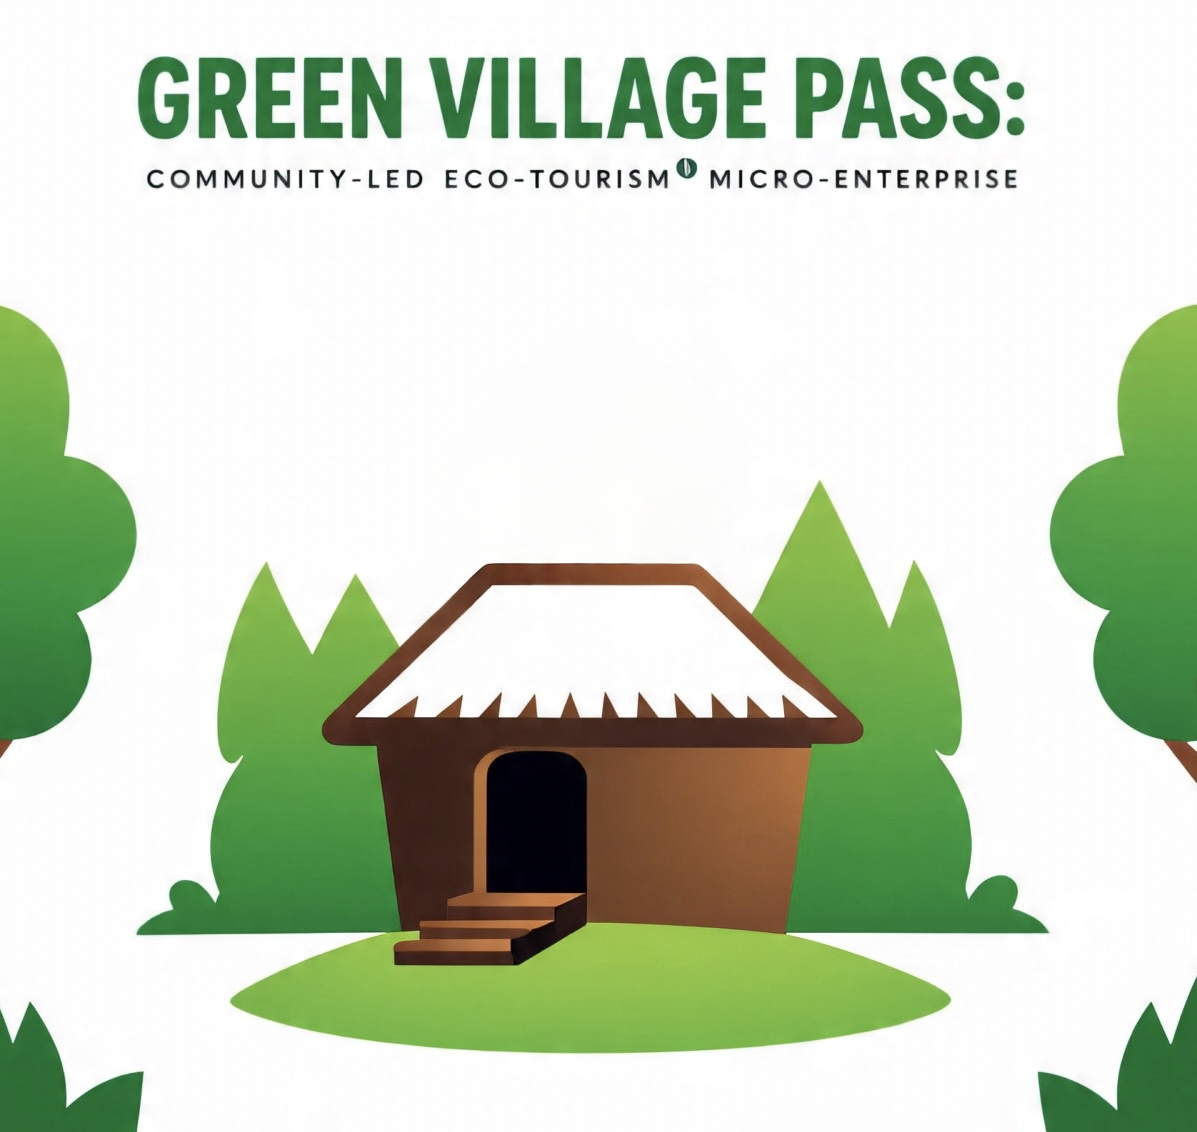 GREEN VILLAGE PASS:
COMMUNITY-LED ECO-TOURISM MICRO-ENTERPRISE